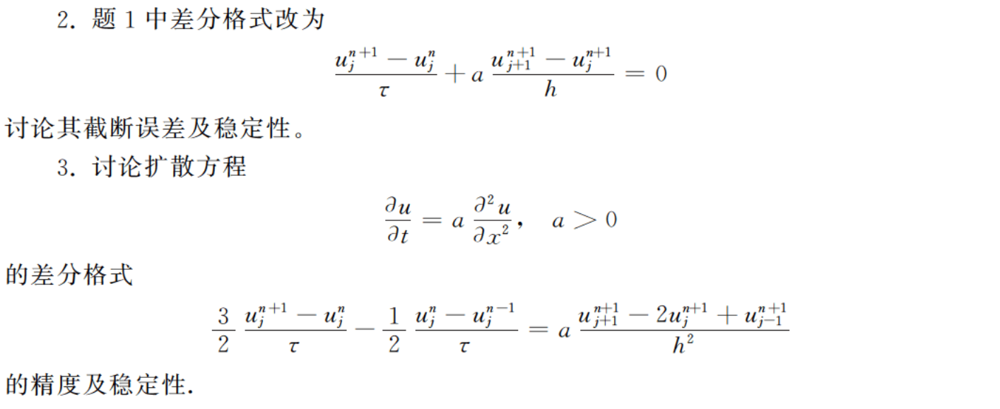 2. 题 1 中差分格式改为
$$\frac{u_j^{n+1} - u_j^n}{\tau} + a \frac{u_{j+1}^{n+1} - u_j^{n+1}}{h} = 0$$
讨论其截断误差及稳定性。
3. 讨论扩散方程
$$\frac{\partial u}{\partial t} = a \frac{\partial^2 u}{\partial x^2}, \quad a > 0$$
的差分格式
$$\frac{3}{2} \frac{u_j^{n+1} - u_j^n}{\tau} - \frac{1}{2} \frac{u_j^n - u_j^{n-1}}{\tau} = a \frac{u_{j+1}^{n+1} - 2u_j^{n+1} + u_{j-1}^{n+1}}{h^2}$$
的精度及稳定性.